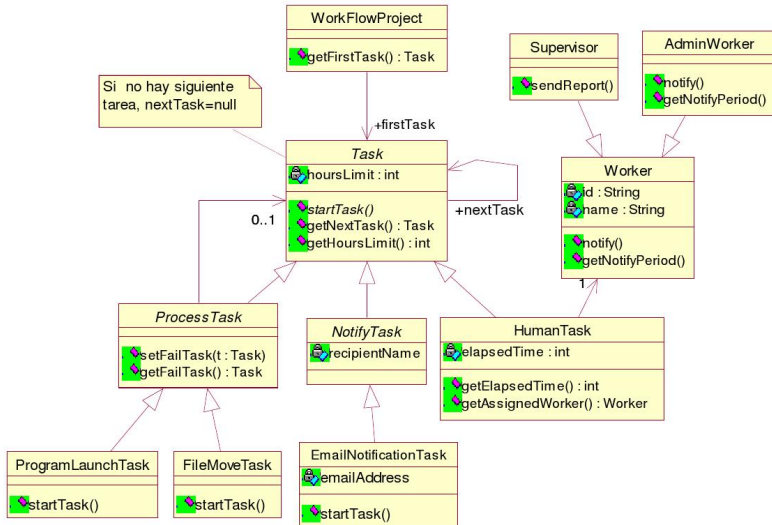 WorkFlowProject
getFirstTask() : Task
Supervisor
sendReport()
AdminWorker
notify()
getNotifyPeriod()
Si no hay siguiente
tarea, nextTask=null
+firstTask
Task
hoursLimit : int
startTask()
getNextTask() : Task
getHoursLimit() : int
+nextTask
0..1
Worker
id : String
name : String
notify()
getNotifyPeriod()
1
ProcessTask
setFailTask(t : Task)
getFailTask() : Task
NotifyTask
recipientName
HumanTask
elapsedTime : int
getElapsedTime() : int
getAssignedWorker() : Worker
ProgramLaunchTask
startTask()
FileMoveTask
startTask()
EmailNotificationTask
emailAddress
startTask()